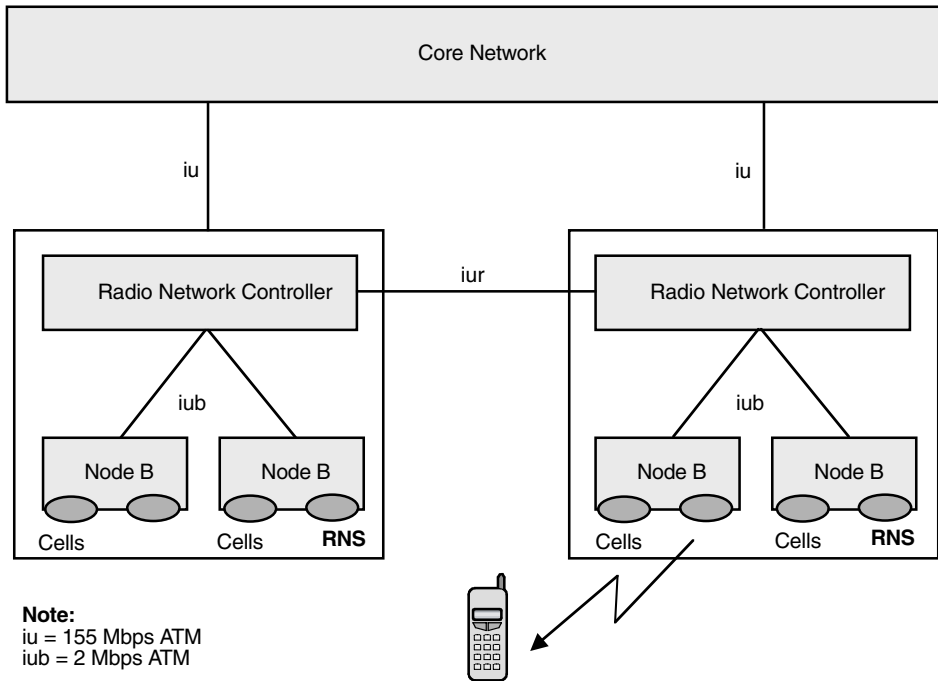 Core Network
iu
iu
Radio Network Controller
iur
Radio Network Controller
iub
iub
Node B
Node B
Node B
Node B
Cells
Cells
RNS
Cells
Cells
RNS
Note:
iu = 155 Mbps ATM
iub = 2 Mbps ATM